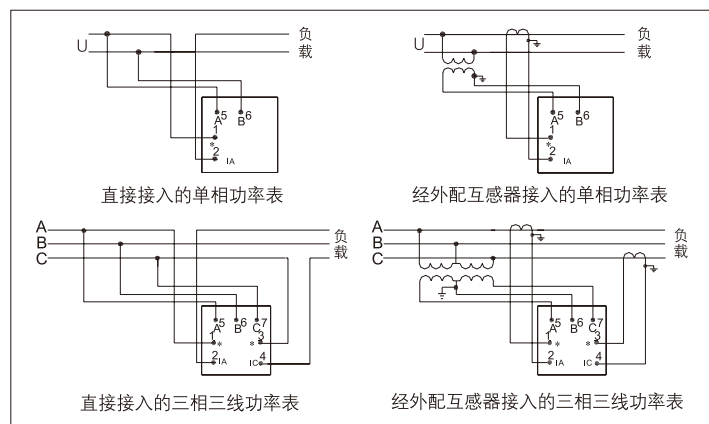 U
负
载
A5
B6
1
*
2
IA
直接接入的单相功率表
U
负
载
A5
B6
1
*
2
IA
经外配互感器接入的单相功率表
A
B
C
负
载
A5
B6
C7
1
*
*
3
2
IA
IC
4
直接接入的三相三线功率表
A
B
C
负
载
A5
B6
C7
1
*
*
3
2
IA
IC
4
经外配互感器接入的三相三线功率表